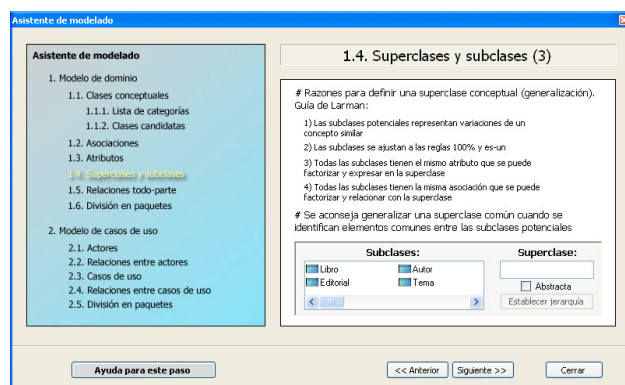 Asistente de modelado
Asistente de modelado
1. Modelo de dominio
1.1. Clases conceptuales
1.1.1. Lista de categorías
1.1.2. Clases candidatas
1.2. Asociaciones
1.3. Atributos
1.4. Superclases y subclases
1.5. Relaciones todo-parte
1.6. División en paquetes
2. Modelo de casos de uso
2.1. Actores
2.2. Relaciones entre actores
2.3. Casos de uso
2.4. Relaciones entre casos de uso
2.5. División en paquetes
1.4. Superclases y subclases (3)
# Razones para definir una superclase conceptual (generalización).
Guía de Larman:
1) Las subclases potenciales representan variaciones de un
concepto similar
2) Las subclases se ajustan a las reglas 100% y es-un
3) Todas las subclases tienen el mismo atributo que se puede
factorizar y expresar en la superclase
4) Todas las subclases tienen la misma asociación que se puede
factorizar y relacionar con la superclase
# Se aconseja generalizar una superclase común cuando se
identifican elementos comunes entre las subclases potenciales
Subclases:
Libro
Autor
Editorial
Tema
Superclase:
Abstracta
Establecer jerarquía
Ayuda para este paso
<< Anterior
Siguiente >>
Cerrar